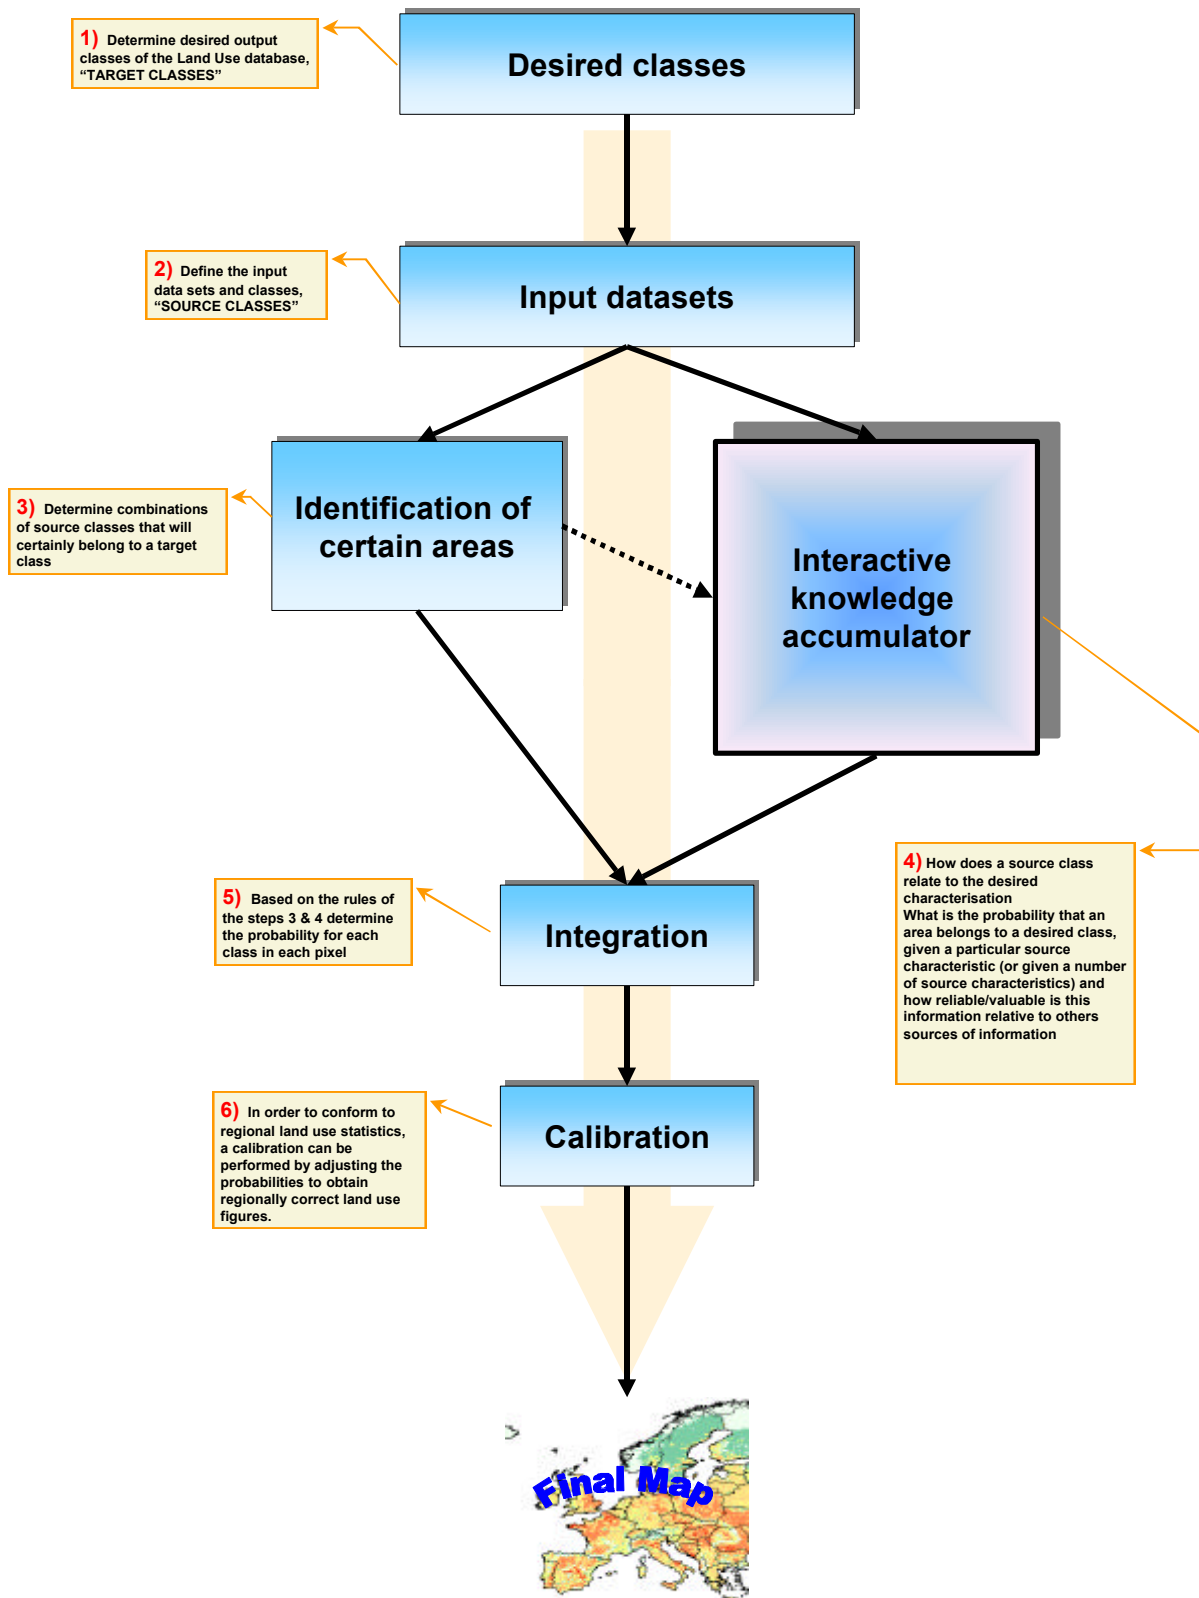 1) Determine desired output
classes of the Land Use database,
“TARGET CLASSES”
Desired classes
2) Define the input
data sets and classes,
“SOURCE CLASSES”
Input datasets
3) Determine combinations
of source classes that will
certainly belong to a target
class
Identification of
certain areas
Interactive
knowledge
accumulator
4) How does a source class
relate to the desired
characterisation
What is the probability that an
area belongs to a desired class,
given a particular source
characteristic (or given a number
of source characteristics) and
how reliable/valuable is this
information relative to others
sources of information
5) Based on the rules of
the steps 3 & 4 determine
the probability for each
class in each pixel
Integration
6) In order to conform to
regional land use statistics,
a calibration can be
performed by adjusting the
probabilities to obtain
regionally correct land use
figures.
Calibration
Final Map